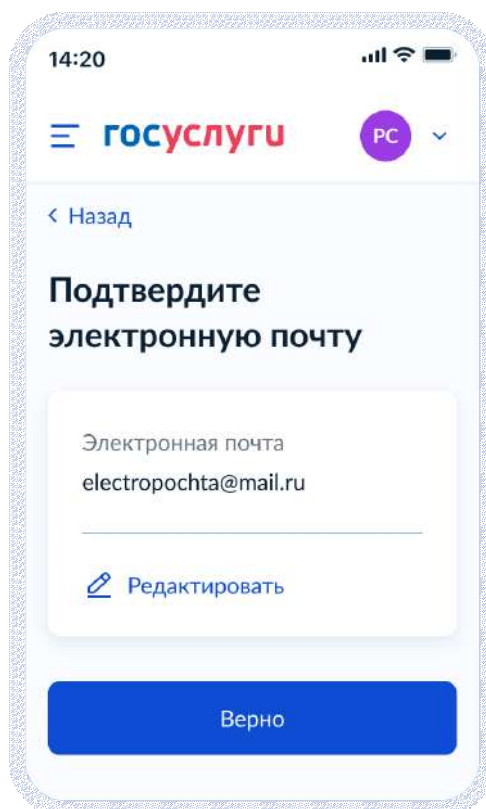 14:20
госуслуги
РС
Назад
Подтвердите
электронную почту
Электронная почта
electropochta@mail.ru
Редактировать
Верно